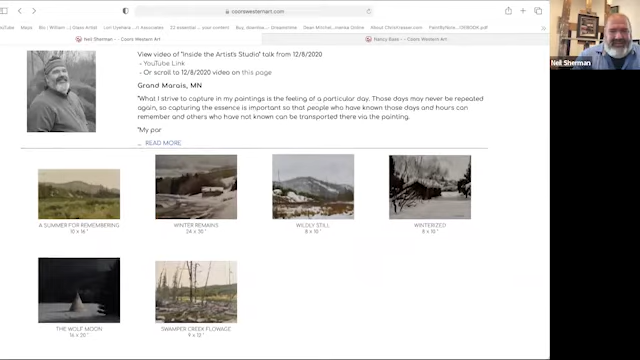 coorswesternart.com
Neil Sherman - - Coors Western Art
Nancy Bass - - Coors Western Art
Neil Sherman
View video of "Inside the Artist's Studio" talk from 12/8/2020
- YouTube Link
- Or scroll to 12/8/2020 video on this page
Grand Marais, MN
"What I strive to capture in my paintings is the feeling of a particular day. Those days may never be repeated
again, so capturing the essence is important so that people who have known those days and hours can
remember and others who have not known can be transported there via the painting.
"My par
... READ MORE
A SUMMER FOR REMEMBERING
10 x 16"
WINTER REMAINS
24 x 30"
WILDLY STILL
8 x 10"
WINTERIZED
8 x 10"
THE WOLF MOON
16 x 20"
SWAMPER CREEK FLOWAGE
9 x 12"